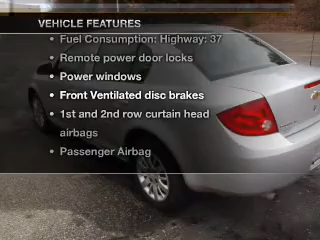 VEHICLE FEATURES
• Fuel Consumption: Highway: 37
• Remote power door locks
• Power windows
• Front Ventilated disc brakes
• 1st and 2nd row curtain head
airbags
• Passenger Airbag